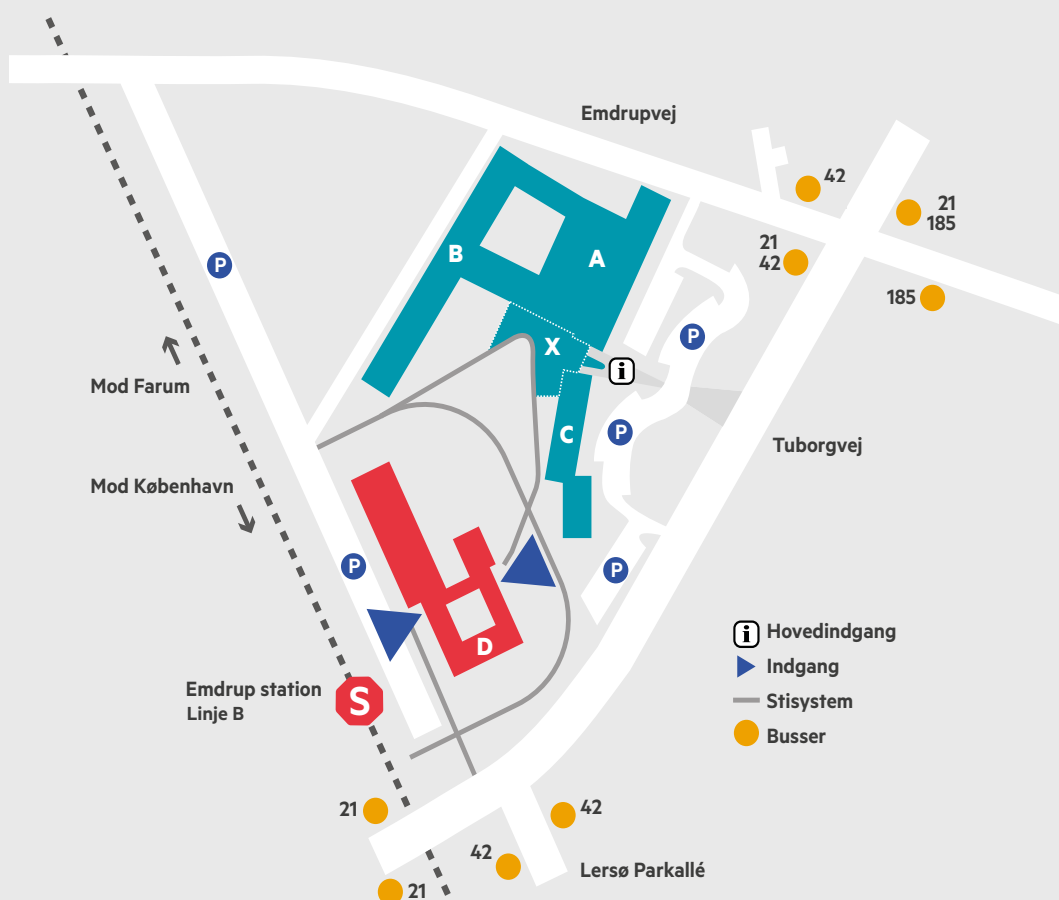 Emdrupvej
42
21
185
21
42
185
B
A
P
X
P
i
Mod Farum
P
C
Tuborgvej
Mod København
P
P
i Hovedindgang
D
Indgang
Emdrup station
Linje B
S
Stisystem
Busser
21
42
42
Lersø Parkallé
21